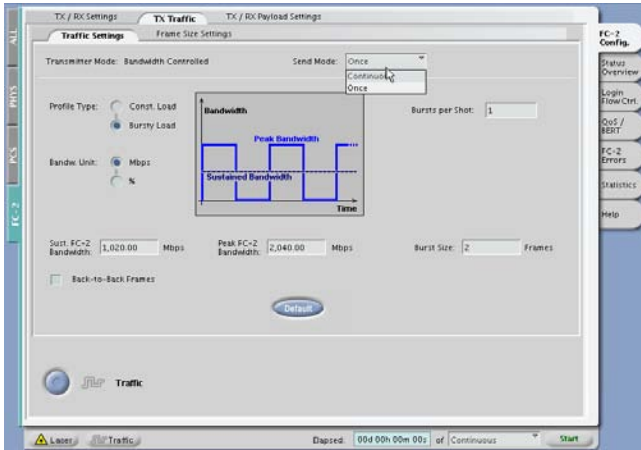 TX / RX Settings TX Traffic TX / RX Payload Settings
Traffic Settings Frame Size Settings
Transmitter Mode: Bandwidth Controlled Send Mode: Once
Continuous
Once
Profile Type: Const. Load
Bursty Load
Bandwidth
Peak Bandwidth
Sustained Bandwidth
Time
Bursts per Shot: 1
Bandw. Unit: Mbps
%
Sust. FC-2 Bandwidth: 1,020.00 Mbps
Peak FC-2 Bandwidth: 2,040.00 Mbps
Burst Size: 2 Frames
Back-to-Back Frames
Default
Traffic
Laser Traffic Elapsed: 00d 00h 00m 00s of Continuous Start
ALL
PHYS
PCS
FC-2
FC-2 Config.
Status Overview
Login Flow Ctrl.
QoS / BERT
FC-2 Errors
Statistics
Help